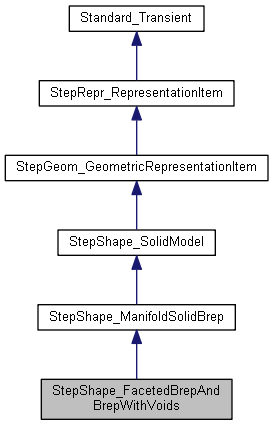 Standard_Transient
StepRepr_RepresentationItem
StepGeom_GeometricRepresentationItem
StepShape_SolidModel
StepShape_ManifoldSolidBrep
StepShape_FacetedBrepAnd
BrepWithVoids